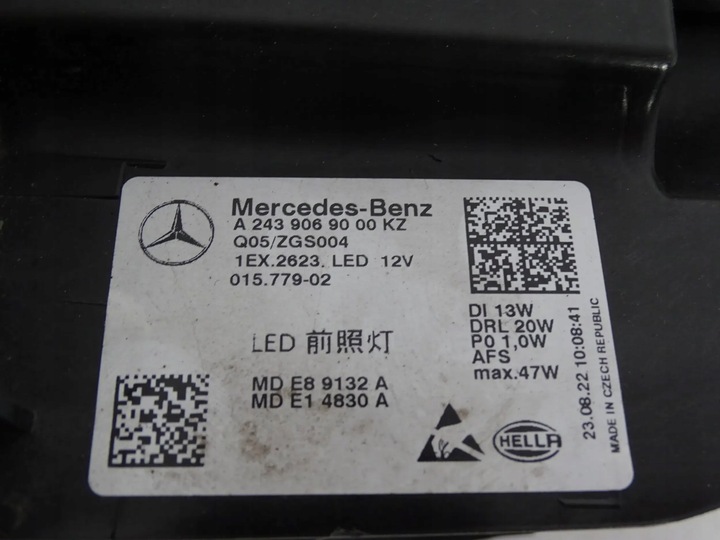 Mercedes-Benz
A 243 906 90 00 KZ
Q05/ZGS004
1EX.2623. LED 12V
015.779-02
LED 前照灯
MD E8 9132 A
MD E1 4830 A
DI 13W
DRL 20W
P0 1,0W
AFS
max.47W
HELLA
23.08.22 10:08:41
MADE IN CZECH REPUBLIC